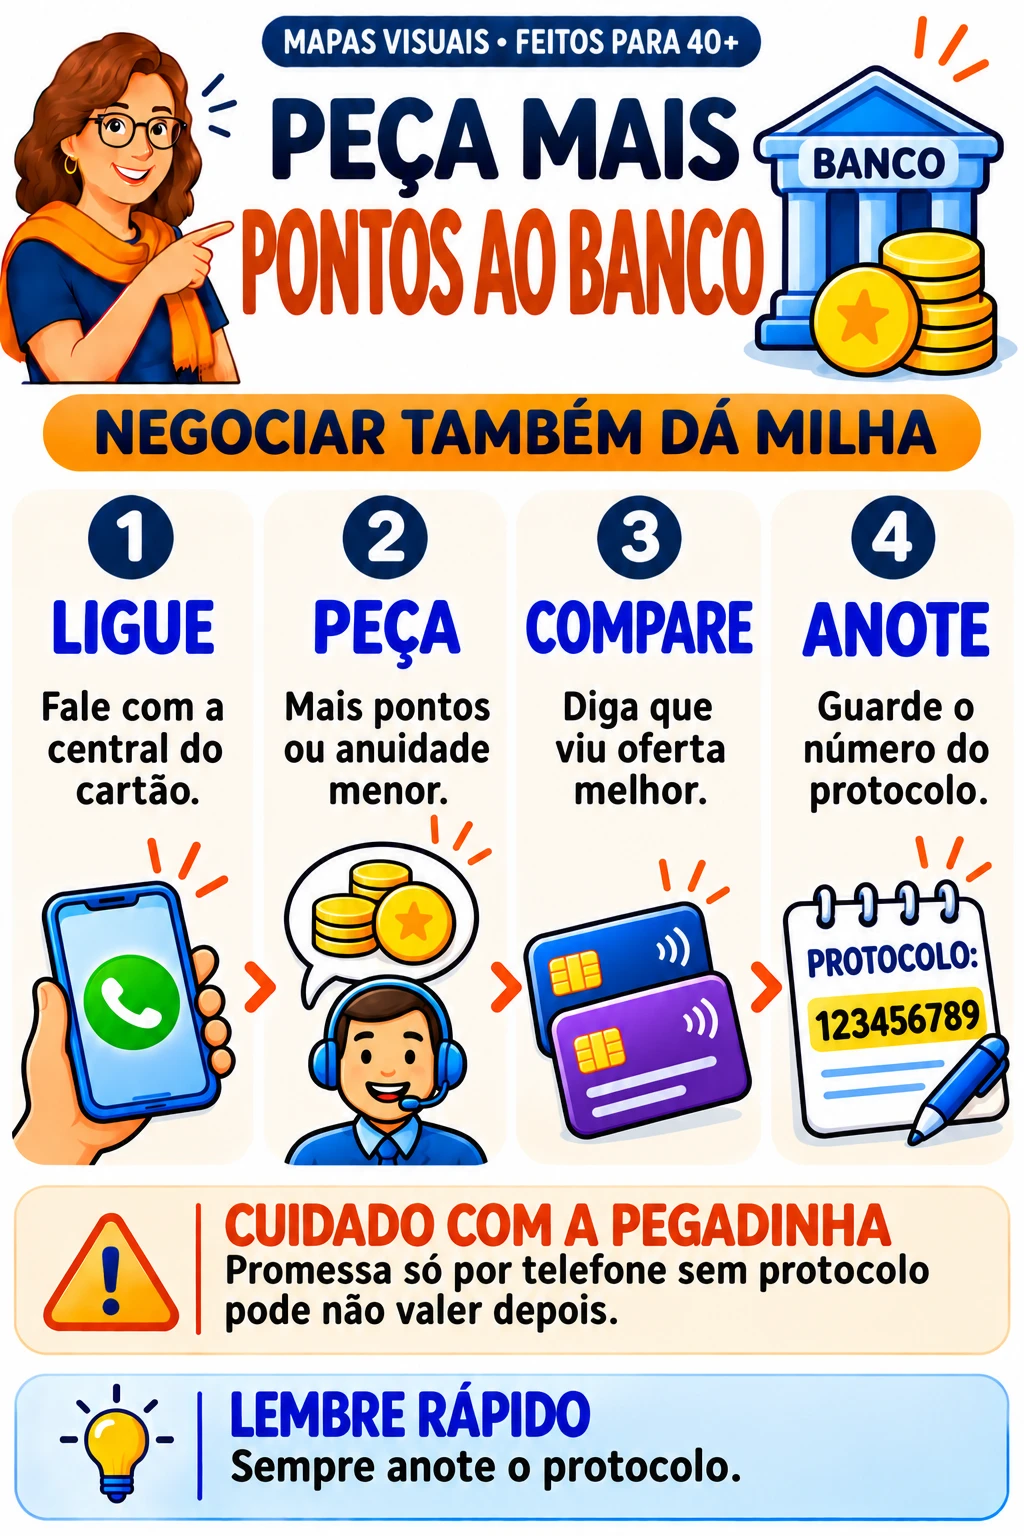 MAPAS VISUAIS • FEITOS PARA 40+
PEÇA MAIS
PONTOS AO BANCO
BANCO
NEGOCIAR TAMBÉM DÁ MILHA
1
LIGUE
Fale com a
central do
cartão.
2
PEÇA
Mais pontos
ou anuidade
menor.
3
COMPARE
Diga que
viu oferta
melhor.
4
ANOTE
Guarde o
número do
protocolo.
PROTOCOLO:
123456789
CUIDADO COM A PEGADINHA
Promessa só por telefone sem protocolo
pode não valer depois.
LEMBRE RÁPIDO
Sempre anote o protocolo.